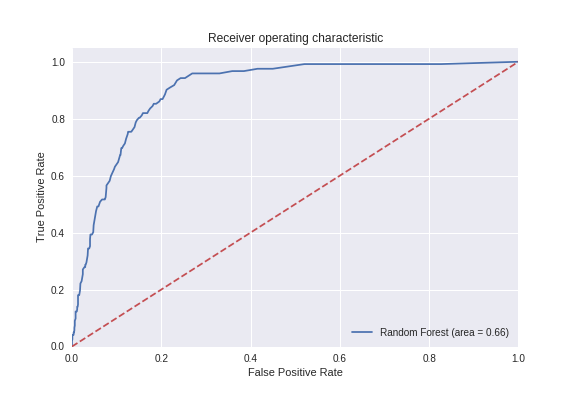 Receiver operating characteristic
1.0
0.8
0.6
0.4
0.2
0.0
True Positive Rate
Random Forest (area = 0.66)
0.0 0.2 0.4 0.6 0.8 1.0
False Positive Rate